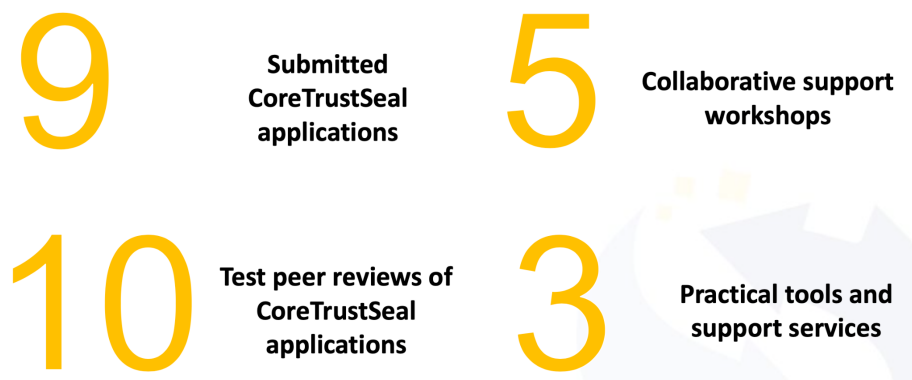 9
Submitted
CoreTrustSeal
applications
5
Collaborative support
workshops
10
Test peer reviews of
CoreTrustSeal
applications
3
Practical tools and
support services